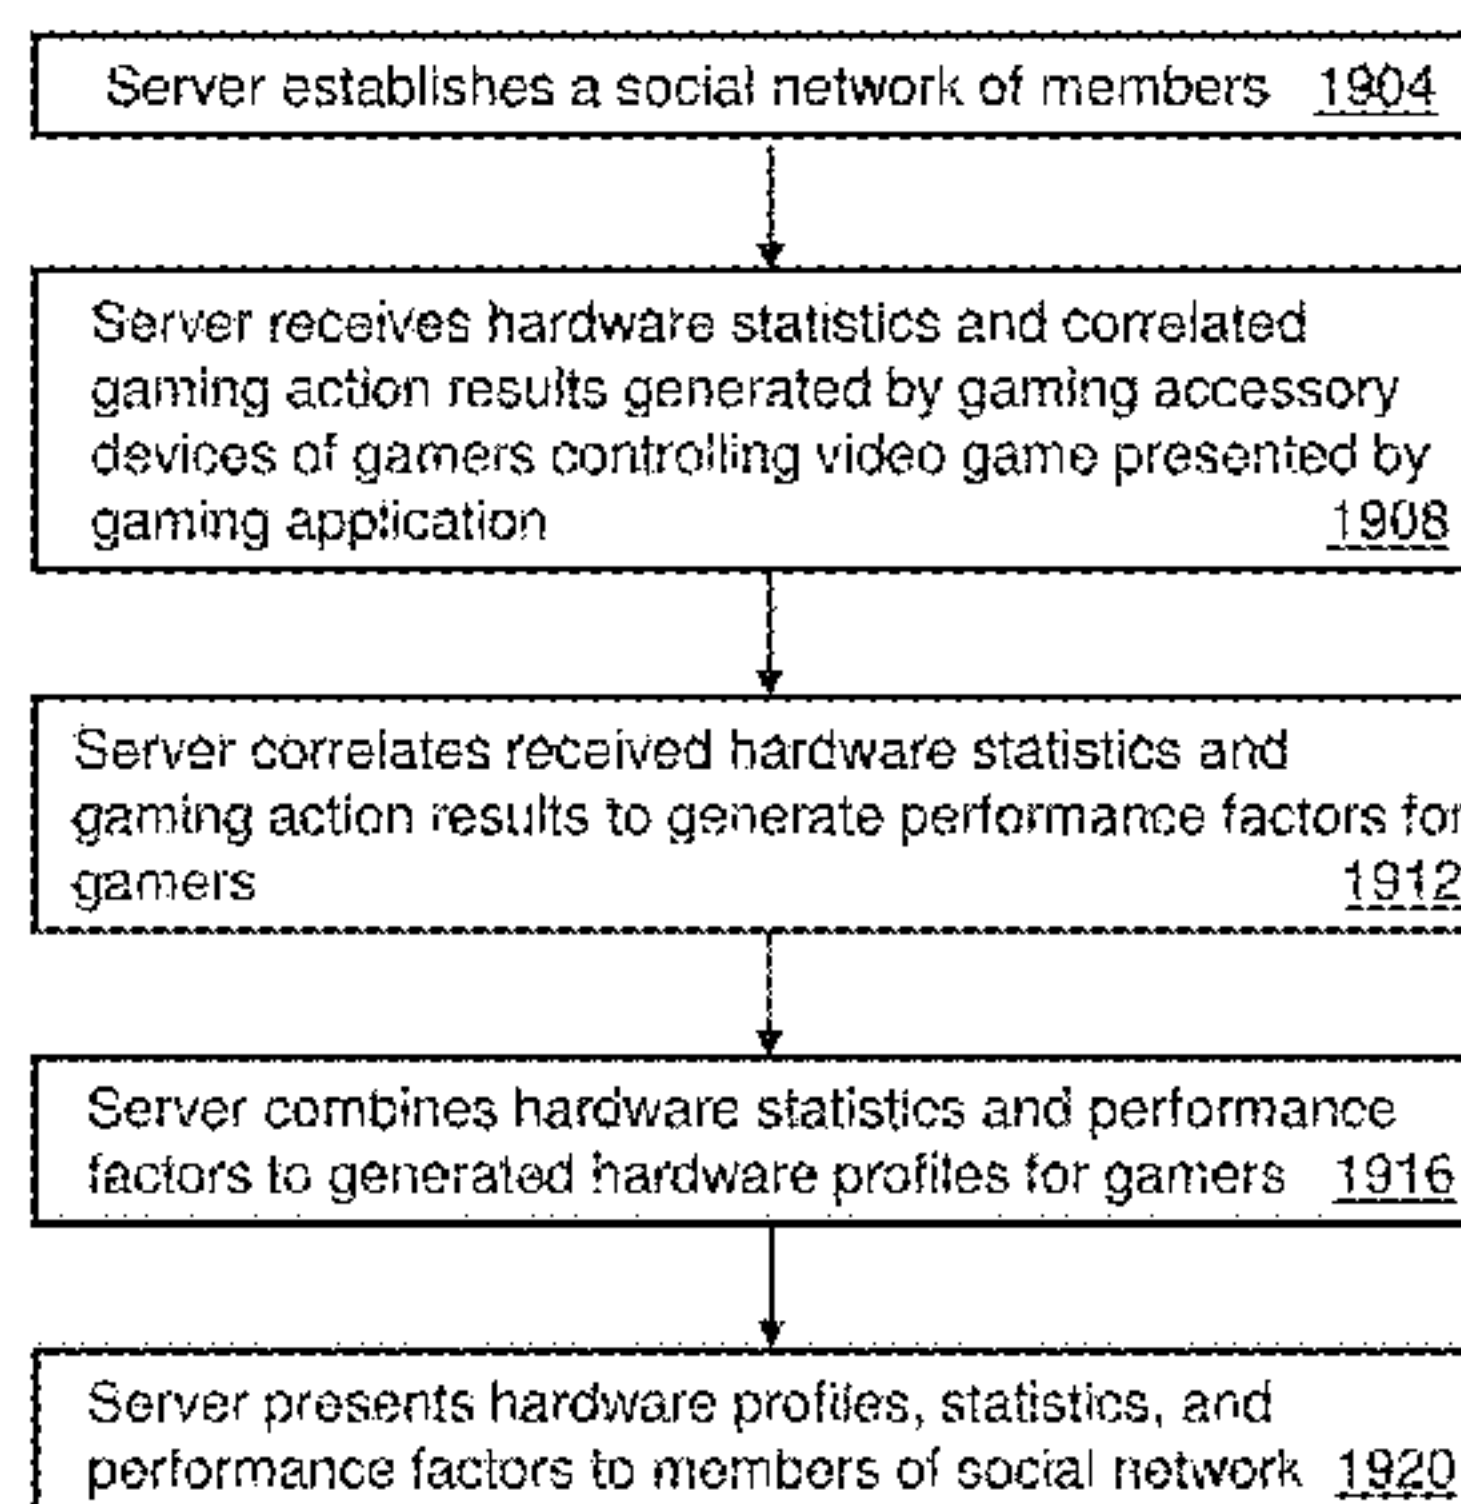 Server establishes a social network of members 1904
Server receives hardware statistics and correlated
gaming action results generated by gaming accessory
devices of gamers controlling video game presented by
gaming application 1908
Server correlates received hardware statistics and
gaming action results to generate performance factors for
gamers 1912
Server combines hardware statistics and performance
factors to generated hardware profiles for gamers 1916
Server presents hardware profiles, statistics, and
performance factors to members of social network 1920